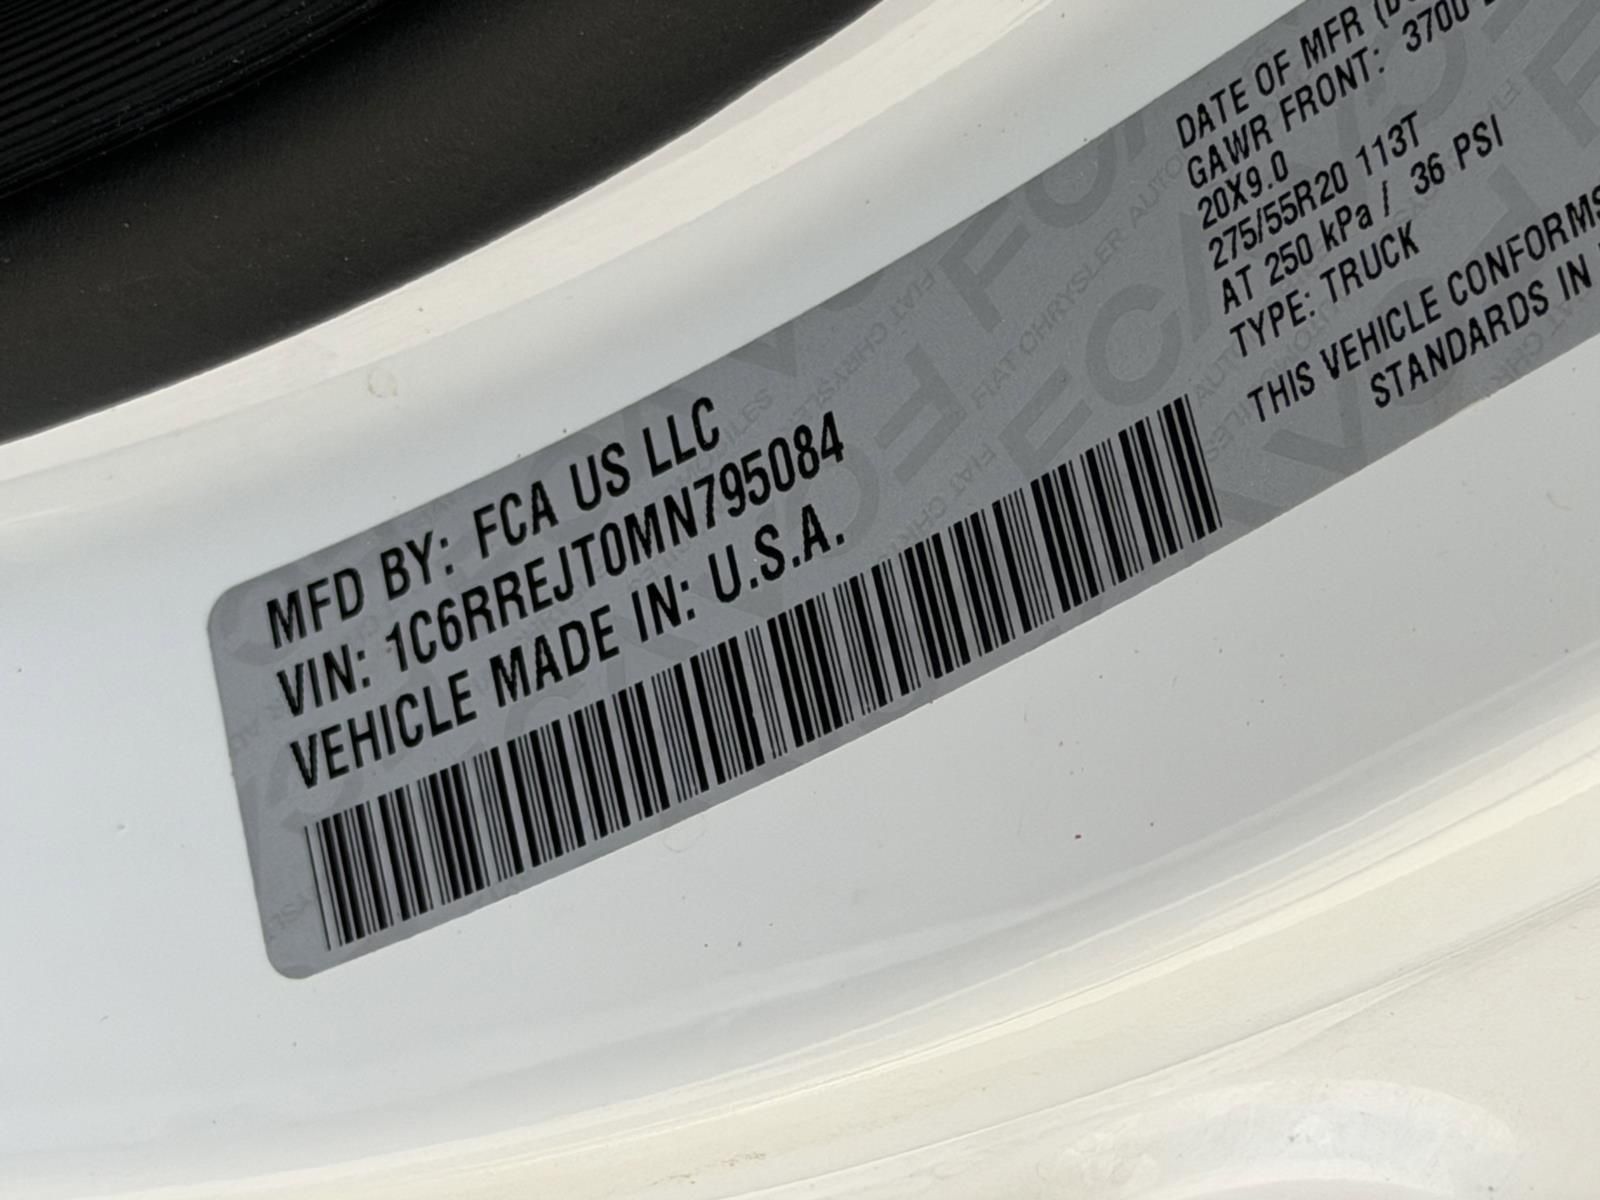 MFD BY: FCA US LLC
VIN: 1C6RREJT0MN795084
VEHICLE MADE IN: U.S.A.
DATE OF MFR
GAWR FRONT: 3700
20X9.0
275/55R20 113T
AT 250 kPa / 36 PSI
TYPE: TRUCK
THIS VEHICLE CONFORMS
STANDARDS IN